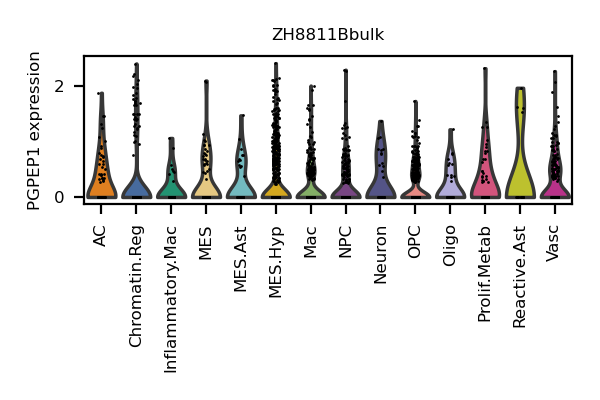 ZH8811Bbulk
PGPEP1 expression
2
0
AC
Chromatin.Reg
Inflammatory.Mac
MES
MES.Ast
MES.Hyp
Mac
NPC
Neuron
OPC
Oligo
Prolif.Metab
Reactive.Ast
Vasc